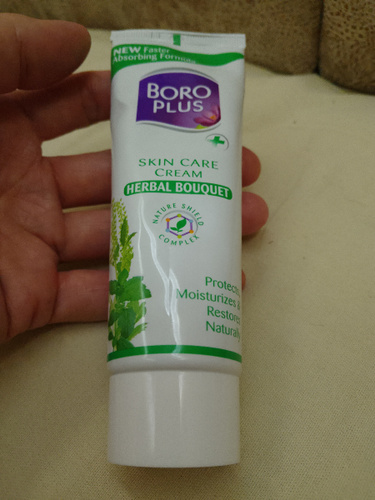 NEW Faster
Absorbing Formula
BORO
PLUS
SKIN CARE
CREAM
HERBAL BOUQUET
NATURE SHIELD
COMPLEX
Protects,
Moisturizes &
Restores
Naturally